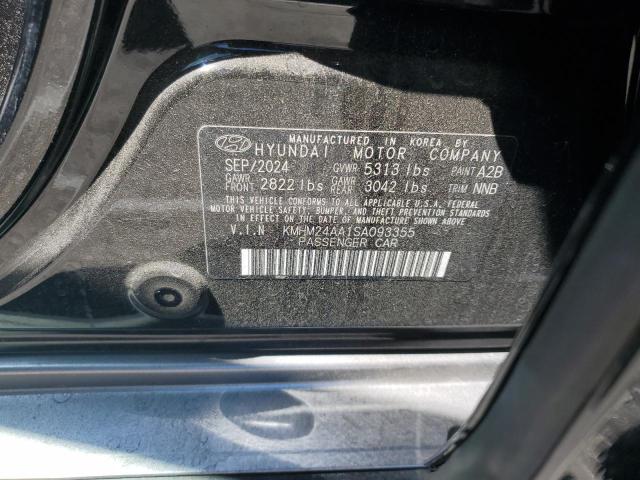 MANUFACTURED IN KOREA BY
HYUNDAI MOTOR COMPANY
SEP/2024 GVWR 5313 lbs PAINT A2B
GAWR FRONT 2822 lbs GAWR REAR 3042 lbs TRIM NNB
THIS VEHICLE CONFORMS TO ALL APPLICABLE U.S.A. FEDERAL
MOTOR VEHICLE SAFETY, BUMPER, AND THEFT PREVENTION
STANDARDS IN EFFECT ON THE DATE OF MANUFACTURE SHOWN ABOVE.
V.I.N KMHM24AA1SA093355
PASSENGER CAR